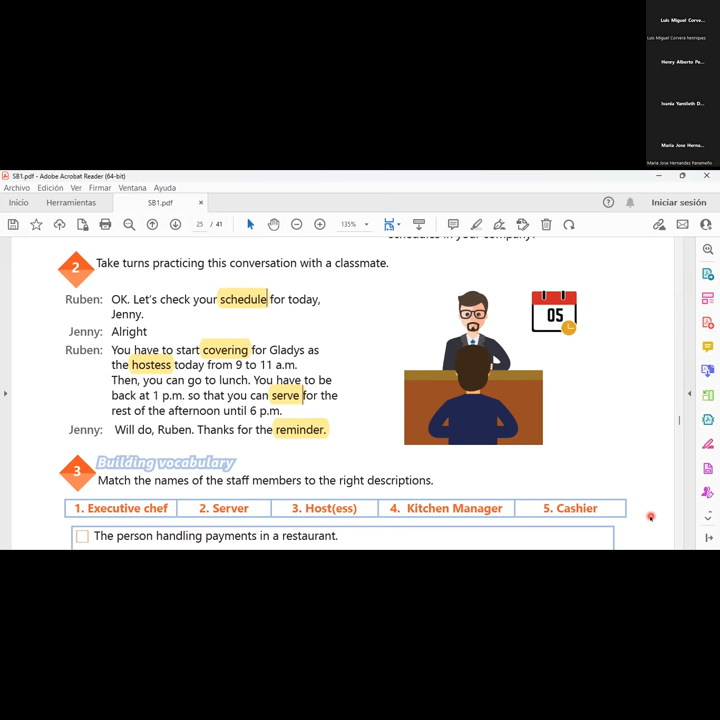 Luis Miguel Corve...
Luis Miguel Corvera henriquez
Henry Alberto Pe...
Ivania Yamileth D...
Maria Jose Herna...
Maria Jose Hernandez Panameño
SB1.pdf - Adobe Acrobat Reader (64-bit)
Archivo Edición Ver Firmar Ventana Ayuda
Inicio Herramientas SB1.pdf × Iniciar sesión
25 / 41 135%
2 Take turns practicing this conversation with a classmate.
Ruben: OK. Let's check your schedule for today,
Jenny.
Jenny: Alright
Ruben: You have to start covering for Gladys as
the hostess today from 9 to 11 a.m.
Then, you can go to lunch. You have to be
back at 1 p.m. so that you can serve for the
rest of the afternoon until 6 p.m.
Jenny: Will do, Ruben. Thanks for the reminder.
05
3 Building vocabulary
Match the names of the staff members to the right descriptions.
1. Executive chef 2. Server 3. Host(ess) 4. Kitchen Manager 5. Cashier
The person handling payments in a restaurant.